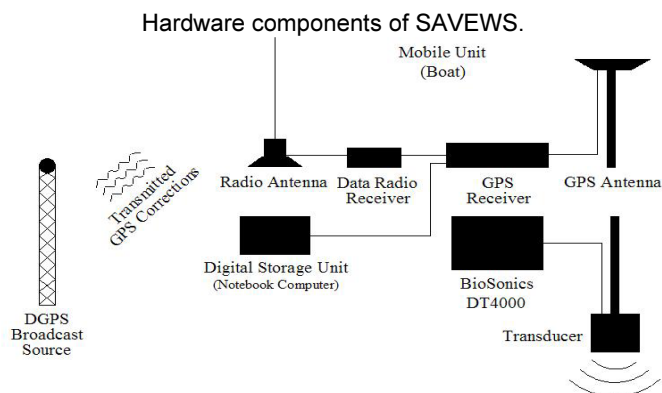 Hardware components of SAVEWS.
Mobile Unit
(Boat)
Transmitted
GPS Corrections
Radio Antenna
Data Radio
Receiver
GPS
Receiver
GPS Antenna
Digital Storage Unit
(Notebook Computer)
BioSonics
DT4000
DGPS
Broadcast
Source
Transducer